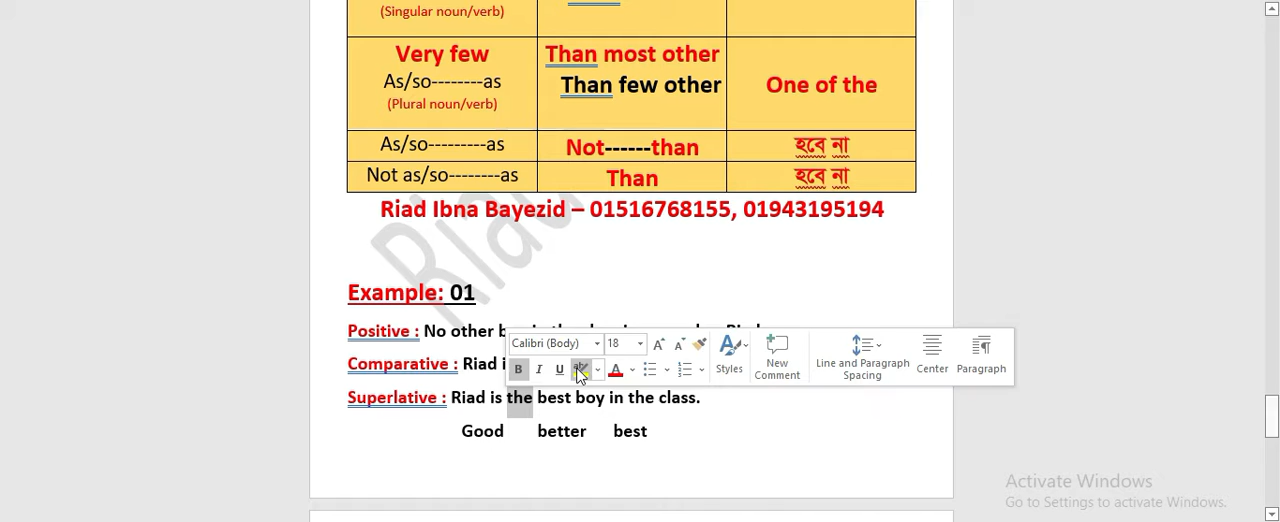 (Singular noun/verb)
Very few
As/so--------as
(Plural noun/verb)
Than most other
Than few other
One of the
As/so---------as
Not------than
হবে না
Not as/so--------as
Than
হবে না
Riad Ibna Bayezid – 01516768155, 01943195194
Riad
Example: 01
Positive : No other
Calibri (Body) 18
Styles
New Comment
Line and Paragraph Spacing
Center
Paragraph
Comparative : Riad
Superlative : Riad is the best boy in the class.
Good better best
Activate Windows
Go to Settings to activate Windows.